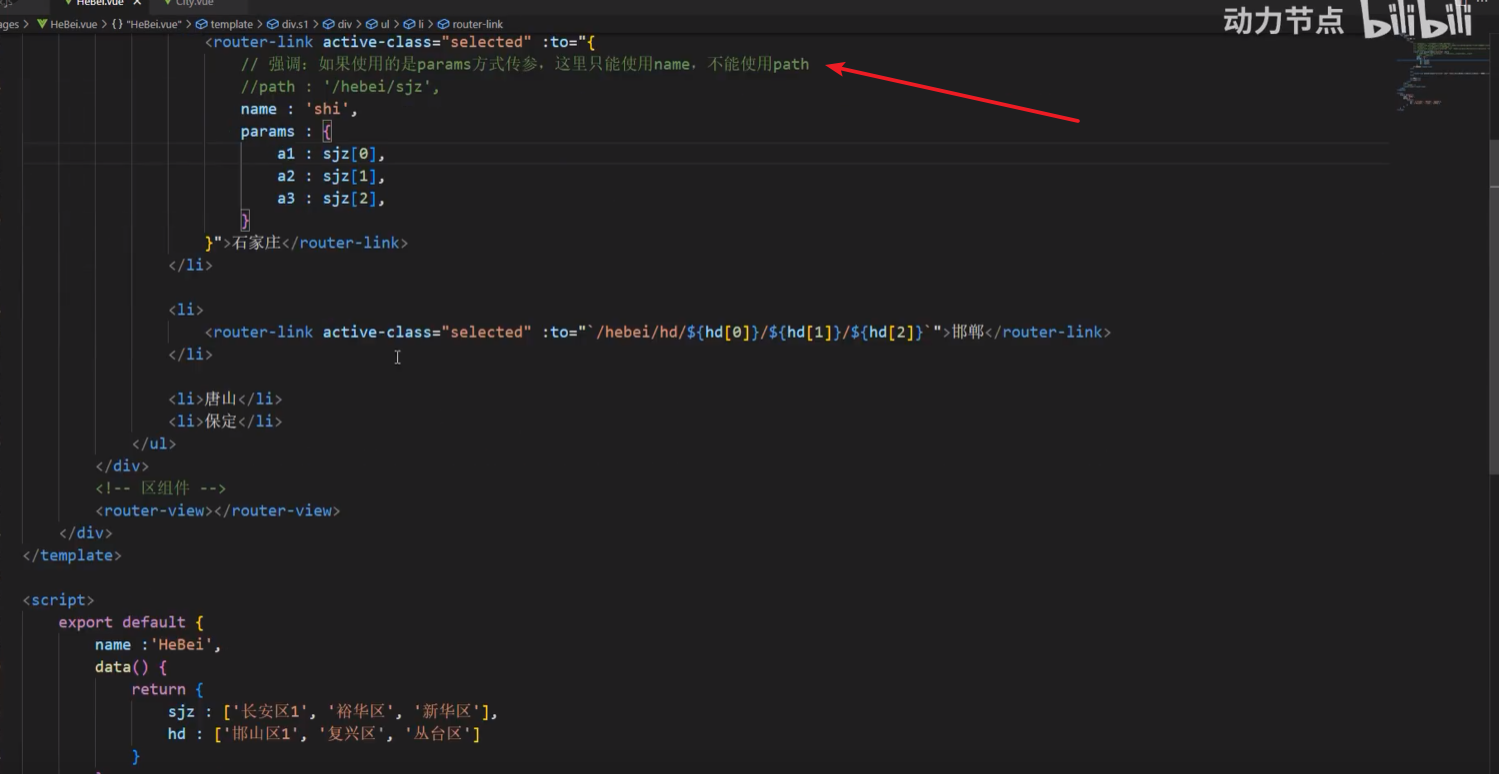 HeBei.vue City.vue
ages > HeBei.vue > {} "HeBei.vue" > template > div.s1 > div > ul > li > router-link
动力节点 bilibili
<router-link active-class="selected" :to="{
// 强调：如果使用的是params方式传参，这里只能使用name，不能使用path
//path : '/hebei/sjz',
name : 'shi',
params : {
a1 : sjz[0],
a2 : sjz[1],
a3 : sjz[2],
}
}">石家庄</router-link>
</li>
<li>
<router-link active-class="selected" :to="`/hebei/hd/${hd[0]}/${hd[1]}/${hd[2]}`">邯郸</router-link>
</li>
<li>唐山</li>
<li>保定</li>
</ul>
</div>
<!-- 区组件 -->
<router-view></router-view>
</div>
</template>
<script>
export default {
name :'HeBei',
data() {
return {
sjz : ['长安区1', '裕华区', '新华区'],
hd : ['邯山区1', '复兴区', '丛台区']
}